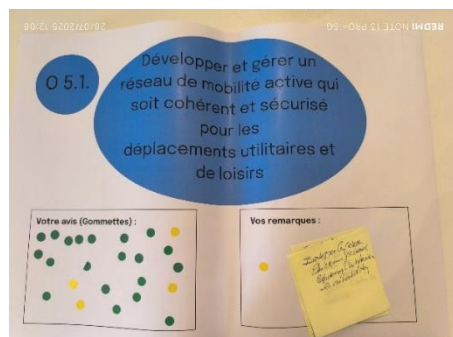 28/07/2025 12:08
REDMI NOTE 13 PRO+ 5G
O 5.1.
Développer et gérer un
réseau de mobilité active qui
soit cohérent et sécurisé
pour les
déplacements utilitaires et
de loisirs
Votre avis (Gommettes) :
Vos remarques :